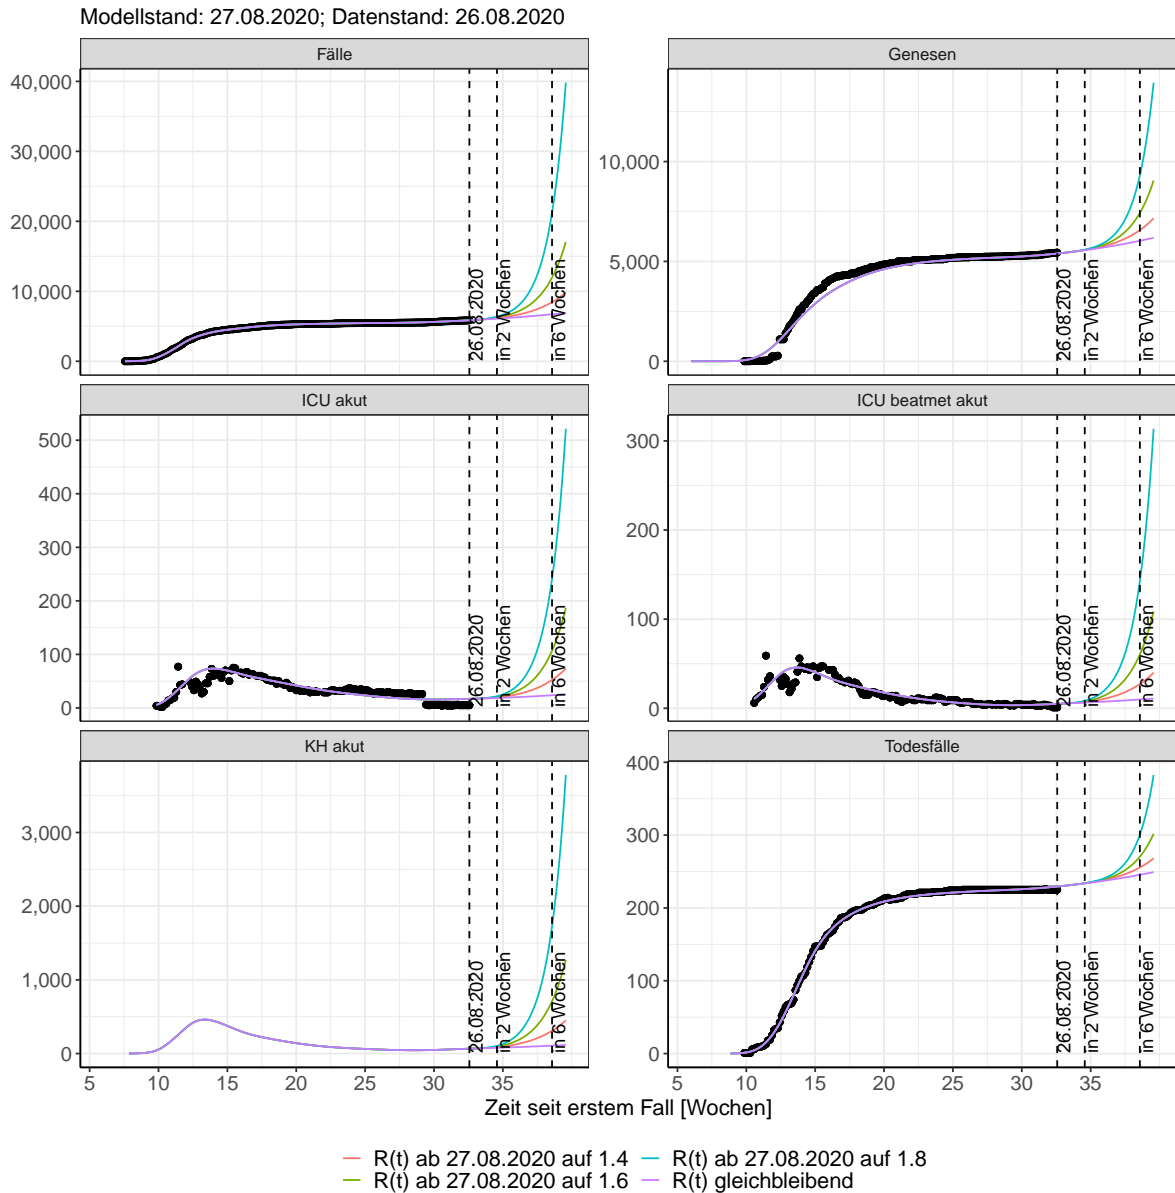 Modellstand: 27.08.2020; Datenstand: 26.08.2020
Fälle
40,000
30,000
20,000
10,000
0
26.08.2020
in 2 Wochen
in 6 Wochen
Genesen
10,000
5,000
0
26.08.2020
in 2 Wochen
in 6 Wochen
ICU akut
500
400
300
200
100
0
26.08.2020
in 2 Wochen
in 6 Wochen
ICU beatmet akut
300
200
100
0
26.08.2020
in 2 Wochen
in 6 Wochen
KH akut
3,000
2,000
1,000
0
26.08.2020
in 2 Wochen
in 6 Wochen
5 10 15 20 25 30 35
Todesfälle
400
300
200
100
0
26.08.2020
in 2 Wochen
in 6 Wochen
5 10 15 20 25 30 35
Zeit seit erstem Fall [Wochen]
R(t) ab 27.08.2020 auf 1.4
R(t) ab 27.08.2020 auf 1.8
R(t) ab 27.08.2020 auf 1.6
R(t) gleichbleibend